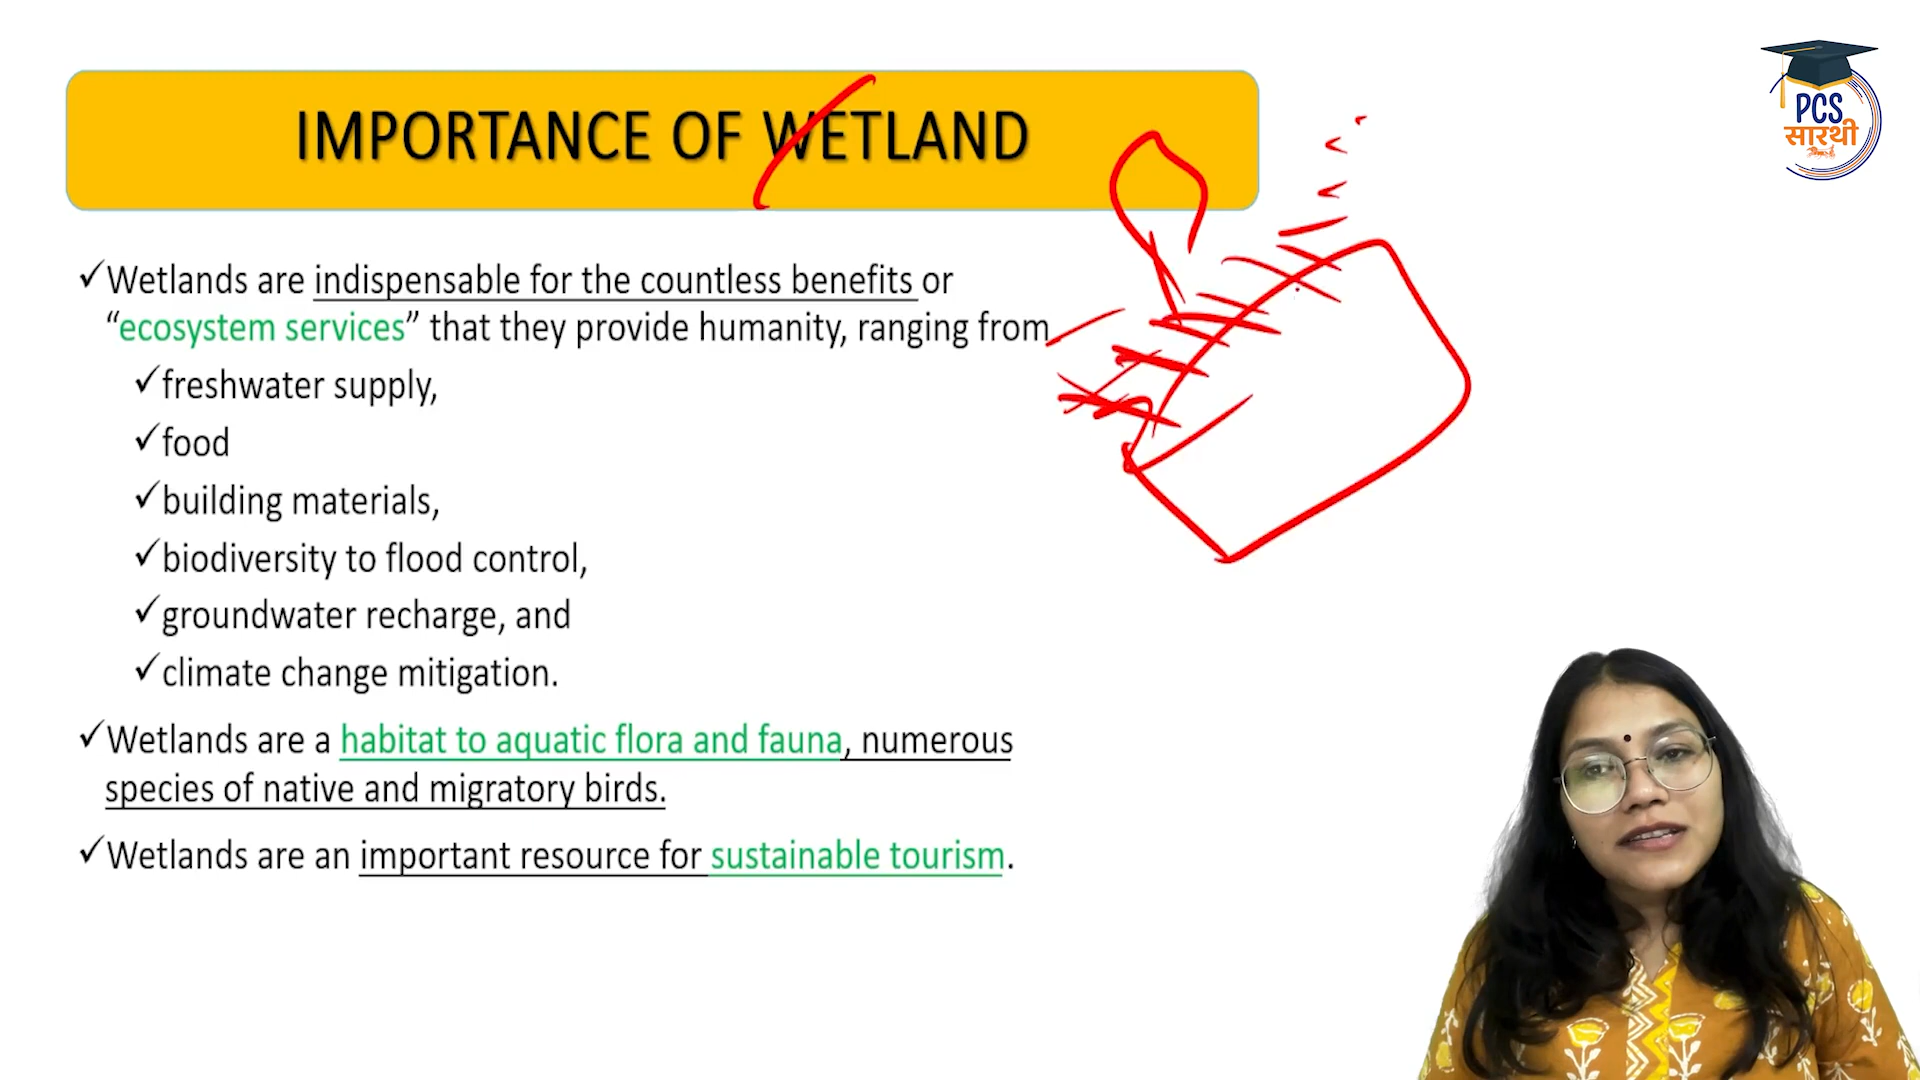 IMPORTANCE OF WETLAND
PCS
सारथी
✓Wetlands are indispensable for the countless benefits or
“ecosystem services” that they provide humanity, ranging from
✓freshwater supply,
✓food
✓building materials,
✓biodiversity to flood control,
✓groundwater recharge, and
✓climate change mitigation.
✓Wetlands are a habitat to aquatic flora and fauna, numerous
species of native and migratory birds.
✓Wetlands are an important resource for sustainable tourism.